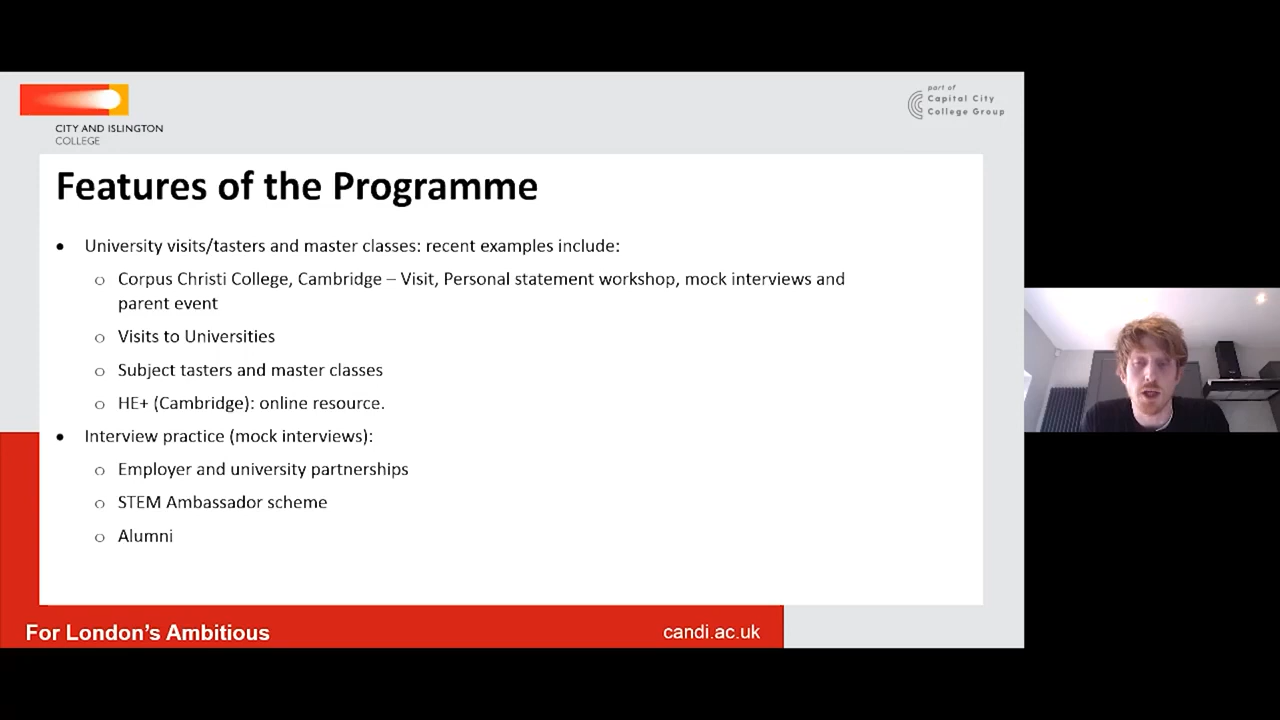 CITY AND ISLINGTON
COLLEGE
part of
Capital City
College Group
Features of the Programme
• University visits/tasters and master classes: recent examples include:
o Corpus Christi College, Cambridge – Visit, Personal statement workshop, mock interviews and
parent event
o Visits to Universities
o Subject tasters and master classes
o HE+ (Cambridge): online resource.
• Interview practice (mock interviews):
o Employer and university partnerships
o STEM Ambassador scheme
o Alumni
For London's Ambitious
candi.ac.uk